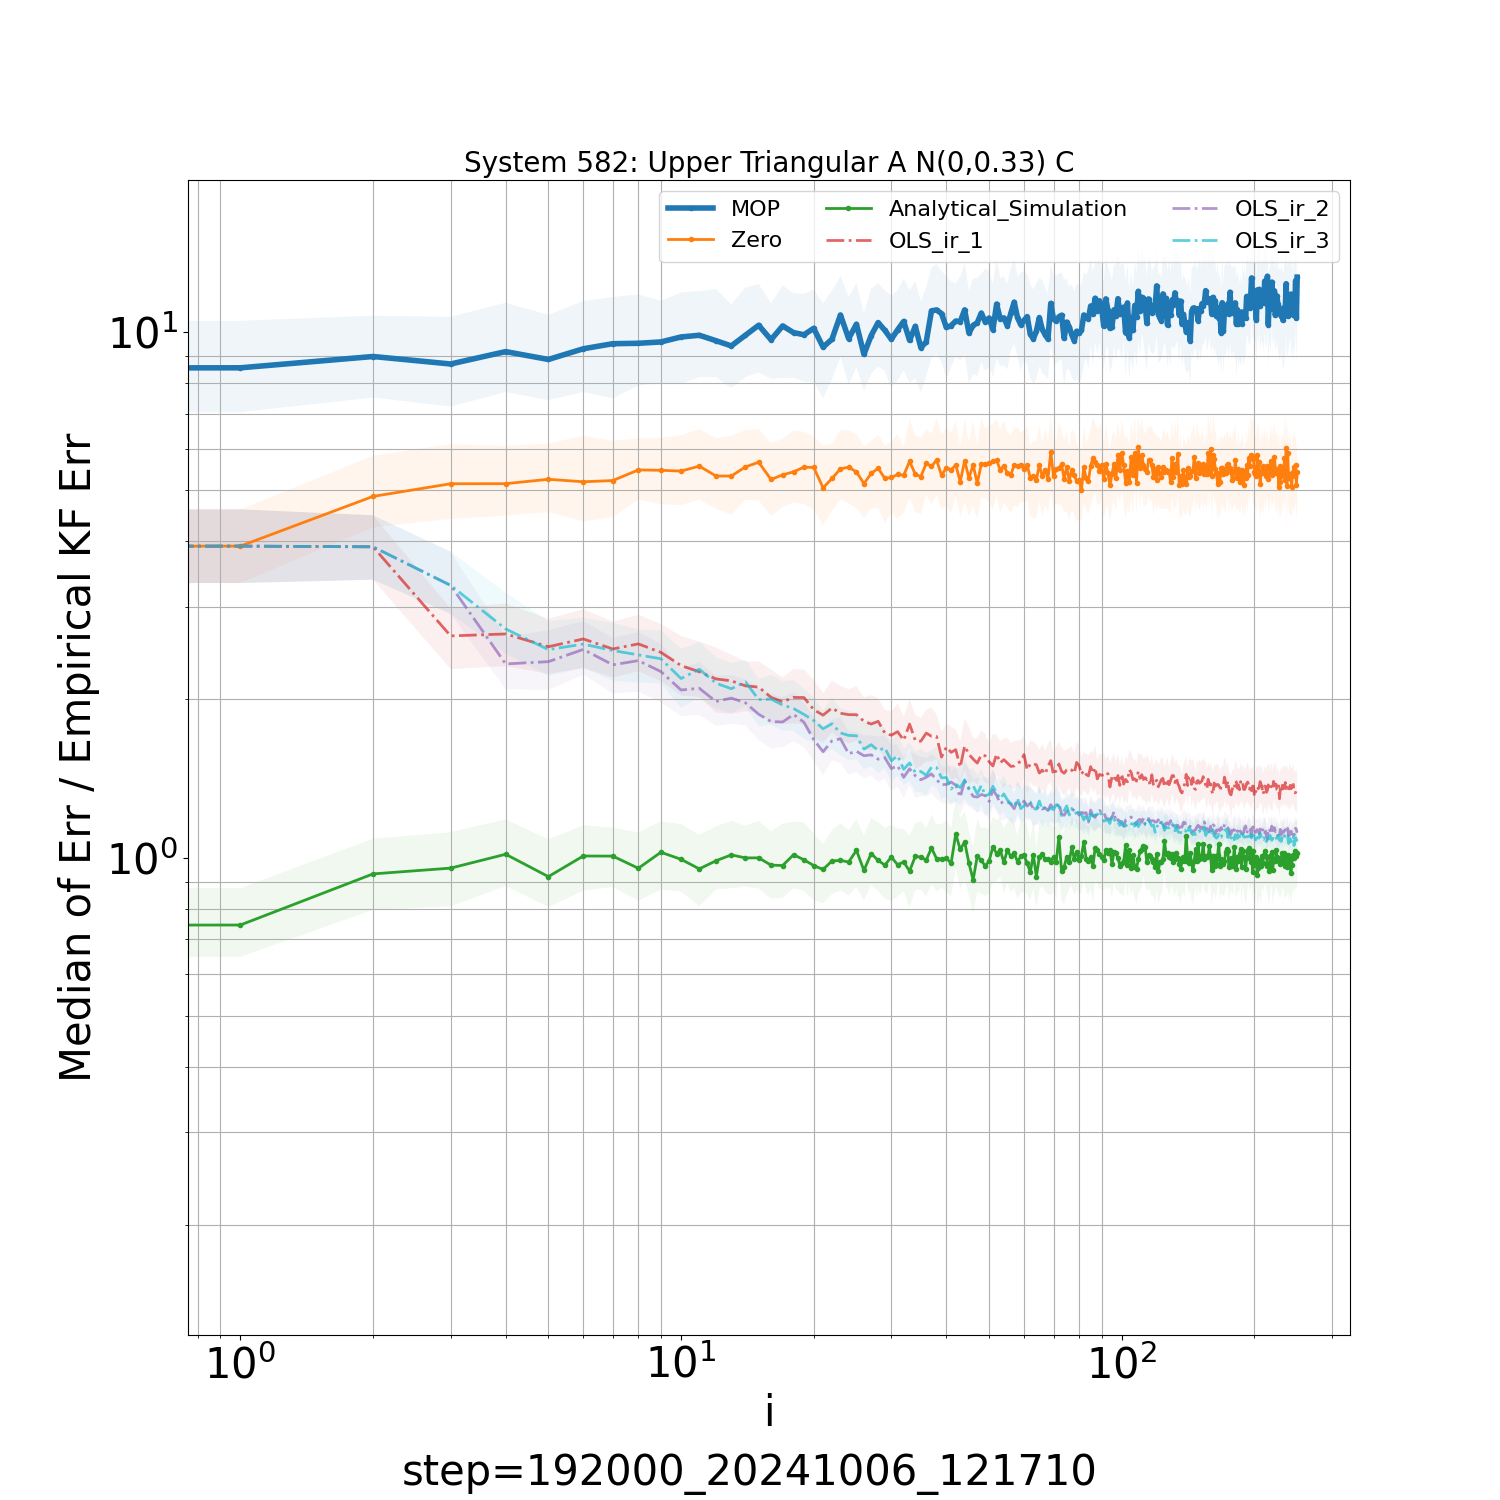 System 582: Upper Triangular A N(0,0.33) C
MOP
Zero
Analytical_Simulation
OLS_ir_1
OLS_ir_2
OLS_ir_3
Median of Err / Empirical KF Err
10¹
10⁰
10⁰
10¹
10²
i
step=192000_20241006_121710